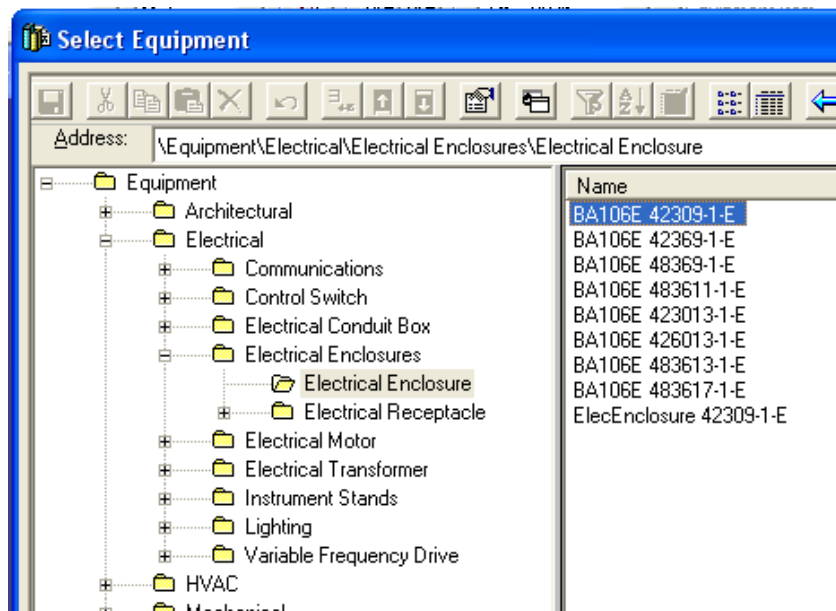 Select Equipment
Address:
\Equipment\Electrical\Electrical Enclosures\Electrical Enclosure
Equipment
Architectural
Electrical
Communications
Control Switch
Electrical Conduit Box
Electrical Enclosures
Electrical Enclosure
Electrical Receptacle
Electrical Motor
Electrical Transformer
Instrument Stands
Lighting
Variable Frequency Drive
HVAC
Mechanical
Name
BA106E 42309-1-E
BA106E 42369-1-E
BA106E 48369-1-E
BA106E 483611-1-E
BA106E 423013-1-E
BA106E 426013-1-E
BA106E 483613-1-E
BA106E 483617-1-E
ElecEnclosure 42309-1-E